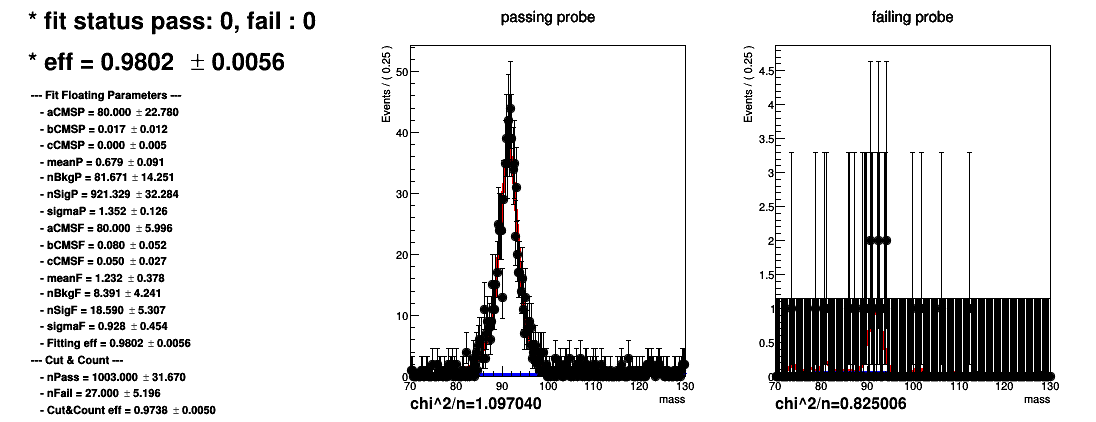 * fit status pass: 0, fail : 0
* eff = 0.9802 ± 0.0056
--- Fit Floating Parameters ---
- aCMSP = 80.000 ± 22.780
- bCMSP = 0.017 ± 0.012
- cCMSP = 0.000 ± 0.005
- meanP = 0.679 ± 0.091
- nBkgP = 81.671 ± 14.251
- nSigP = 921.329 ± 32.284
- sigmaP = 1.352 ± 0.126
- aCMSF = 80.000 ± 5.996
- bCMSF = 0.080 ± 0.052
- cCMSF = 0.050 ± 0.027
- meanF = 1.232 ± 0.378
- nBkgF = 8.391 ± 4.241
- nSigF = 18.590 ± 5.307
- sigmaF = 0.928 ± 0.454
- Fitting eff = 0.9802 ± 0.0056
--- Cut & Count ---
- nPass = 1003.000 ± 31.670
- nFail = 27.000 ± 5.196
- Cut&Count eff = 0.9738 ± 0.0050
passing probe
Events / ( 0.25 )
50
40
30
20
10
0
70 80 90 100 110 120 130
mass
chi^2/n=1.097040
failing probe
Events / ( 0.25 )
4.5
4
3.5
3
2.5
2
1.5
1
0.5
0
70 80 90 100 110 120 130
mass
chi^2/n=0.825006